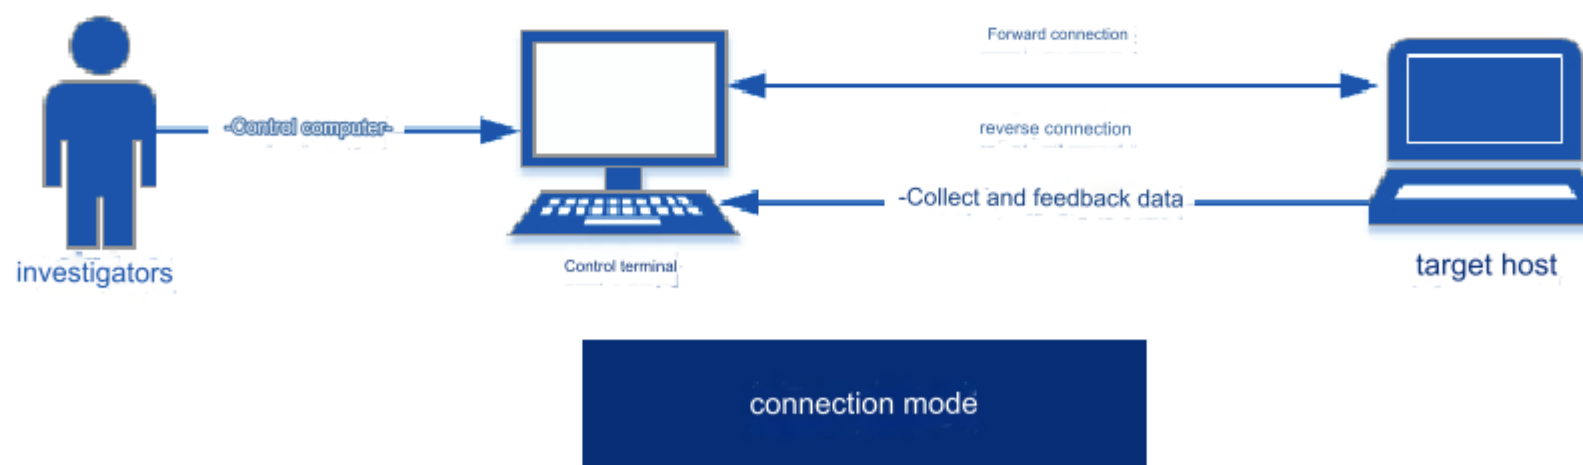 Forward connection
-Control computer-
reverse connection
-Collect and feedback data
investigators
Control terminal
target host
connection mode